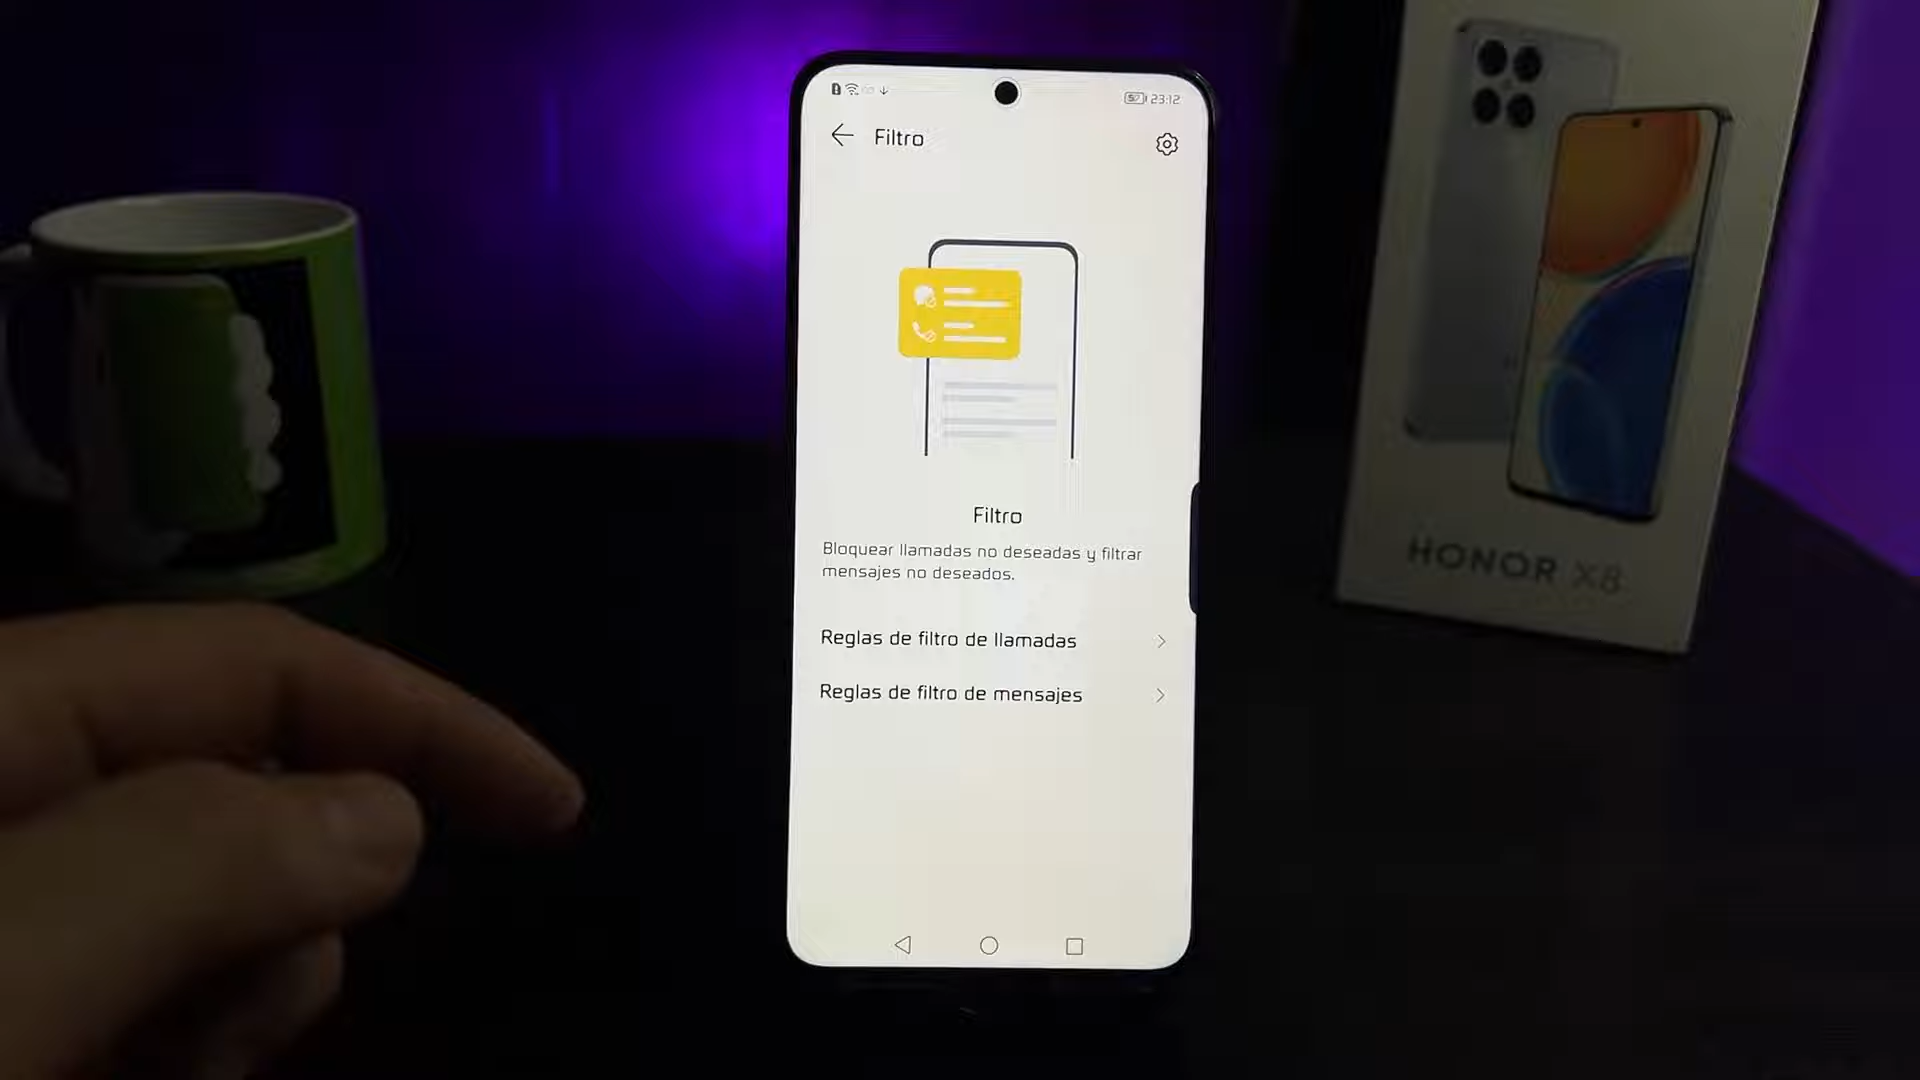 23:12
Filtro
Filtro
Bloquear llamadas no deseadas y filtrar
mensajes no deseados.
Reglas de filtro de llamadas
Reglas de filtro de mensajes
HONOR X8